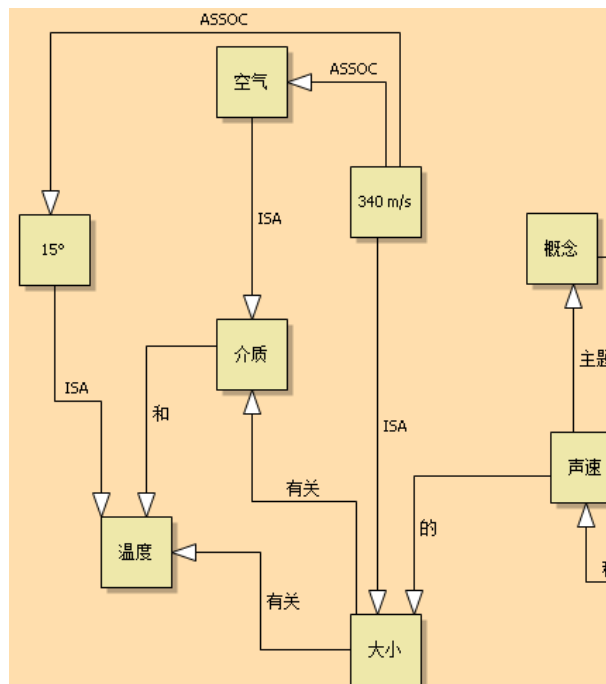 ASSOC
空气
ASSOC
340 m/s
ISA
15°
概念
介质
主题
ISA
和
ISA
有关
声速
的
温度
有关
大小